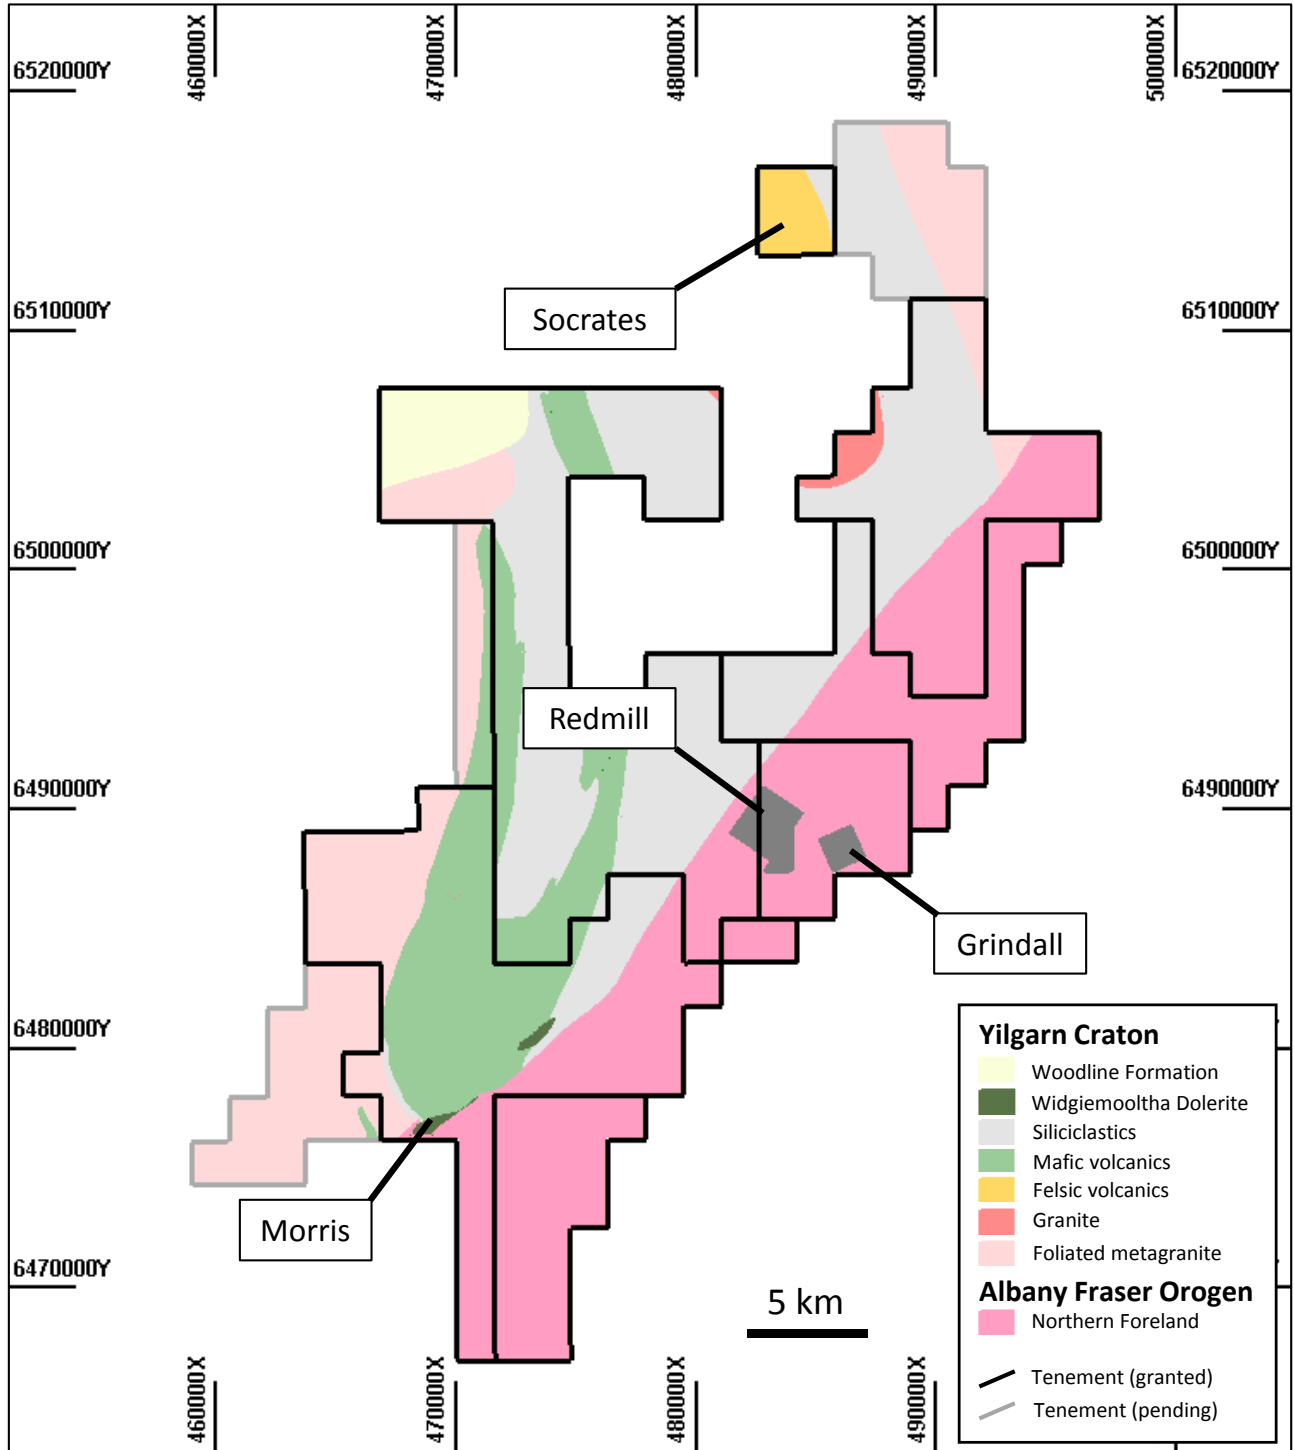 460000X
470000X
480000X
490000X
500000X
6520000Y
6520000Y
Socrates
6510000Y
6510000Y
6500000Y
6500000Y
Redmill
6490000Y
6490000Y
Grindall
6480000Y
Morris
6470000Y
5 km
Yilgarn Craton
Woodline Formation
Widgiemooltha Dolerite
Siliciclastics
Mafic volcanics
Felsic volcanics
Granite
Foliated metagranite
Albany Fraser Orogen
Northern Foreland
Tenement (granted)
Tenement (pending)
460000X
470000X
480000X
490000X